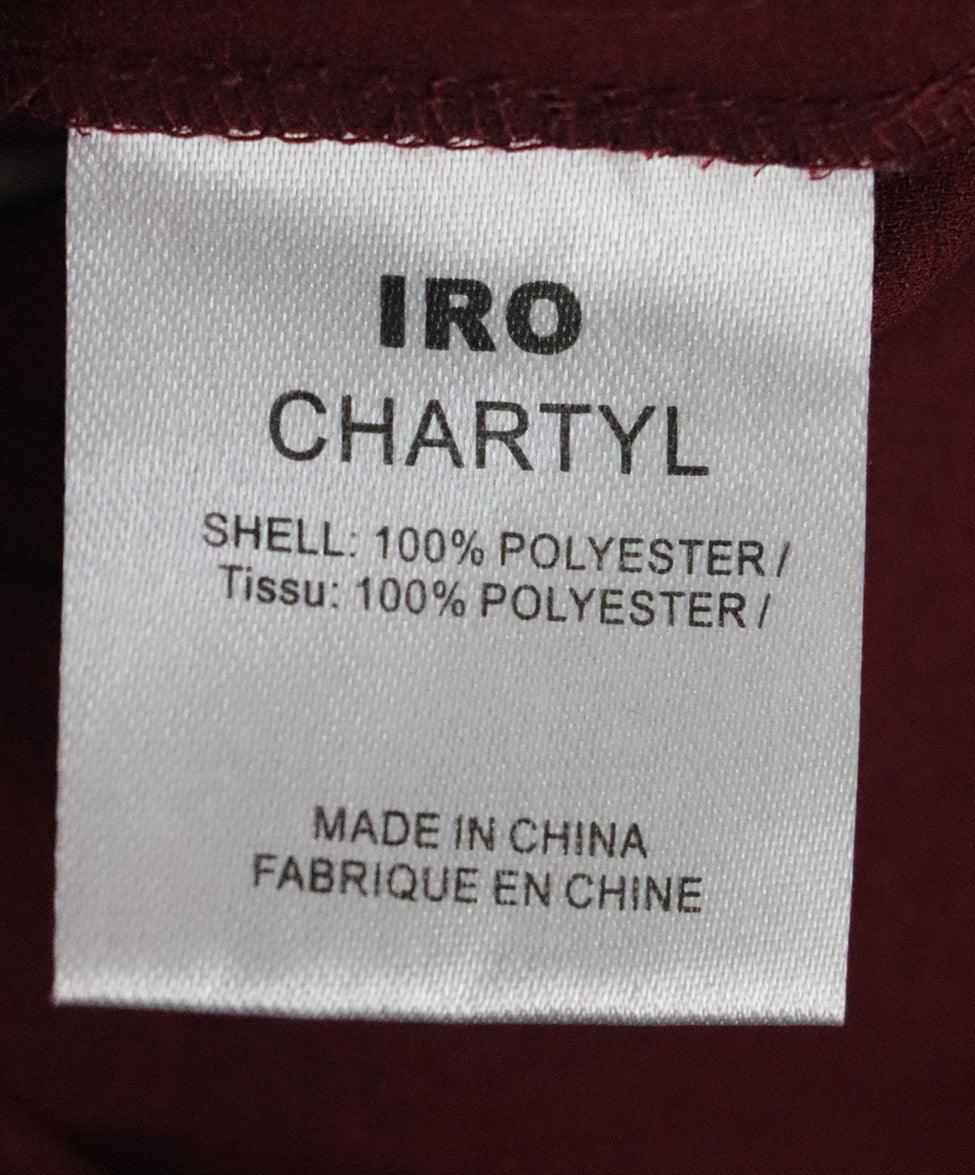 IRO
CHARTYL
SHELL: 100% POLYESTER /
Tissu: 100% POLYESTER /
MADE IN CHINA
FABRIQUE EN CHINE